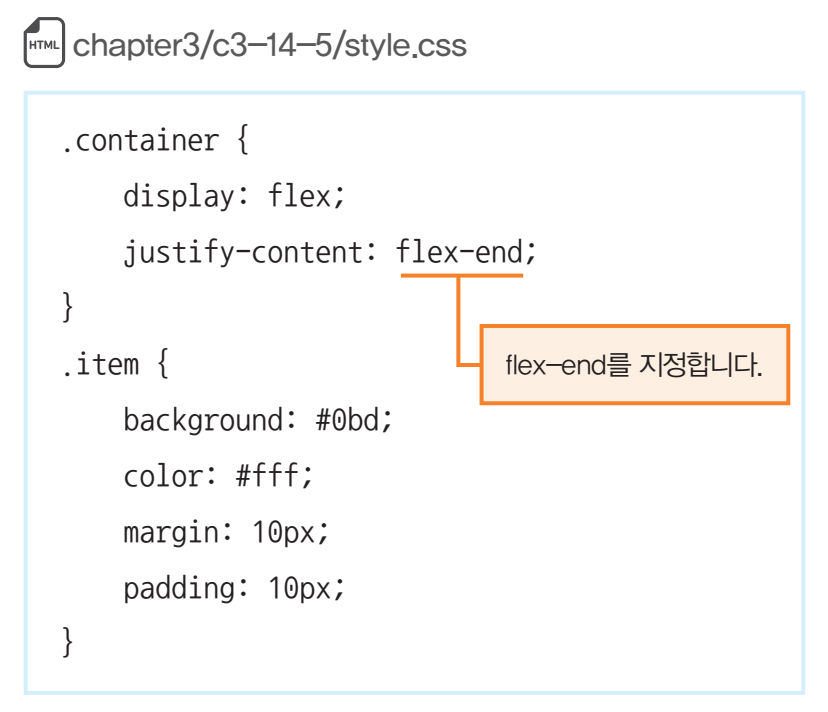 HTML
chapter3/c3-14-5/style.css
.container {
    display: flex;
    justify-content: flex-end;
}
flex-end를 지정합니다.
.item {
    background: #0bd;
    color: #fff;
    margin: 10px;
    padding: 10px;
}